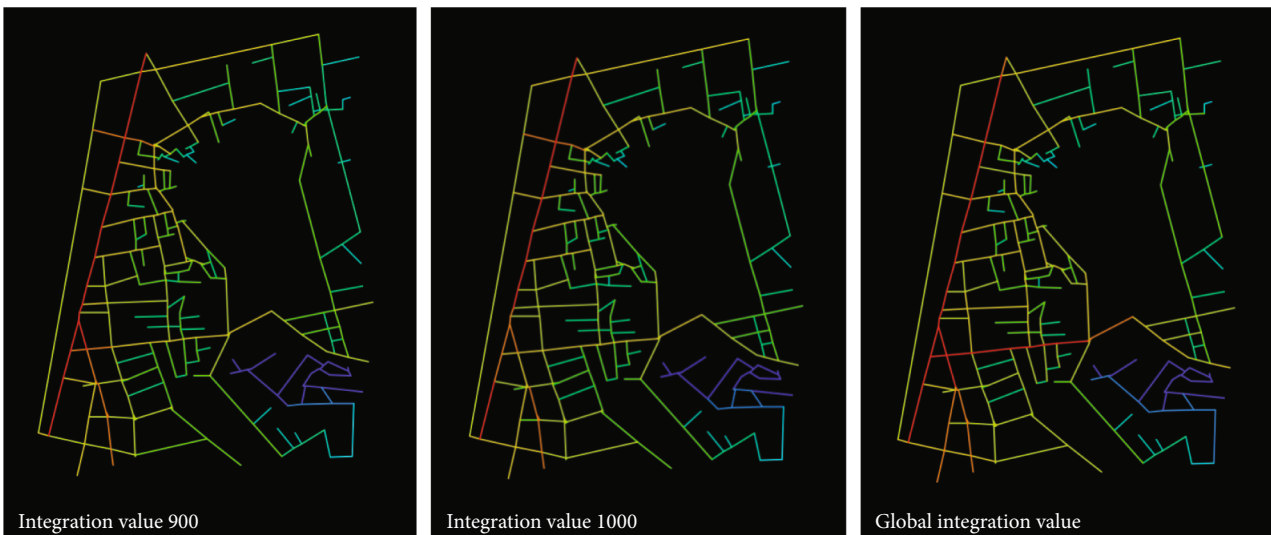 Integration value 900
Integration value 1000
Global integration value